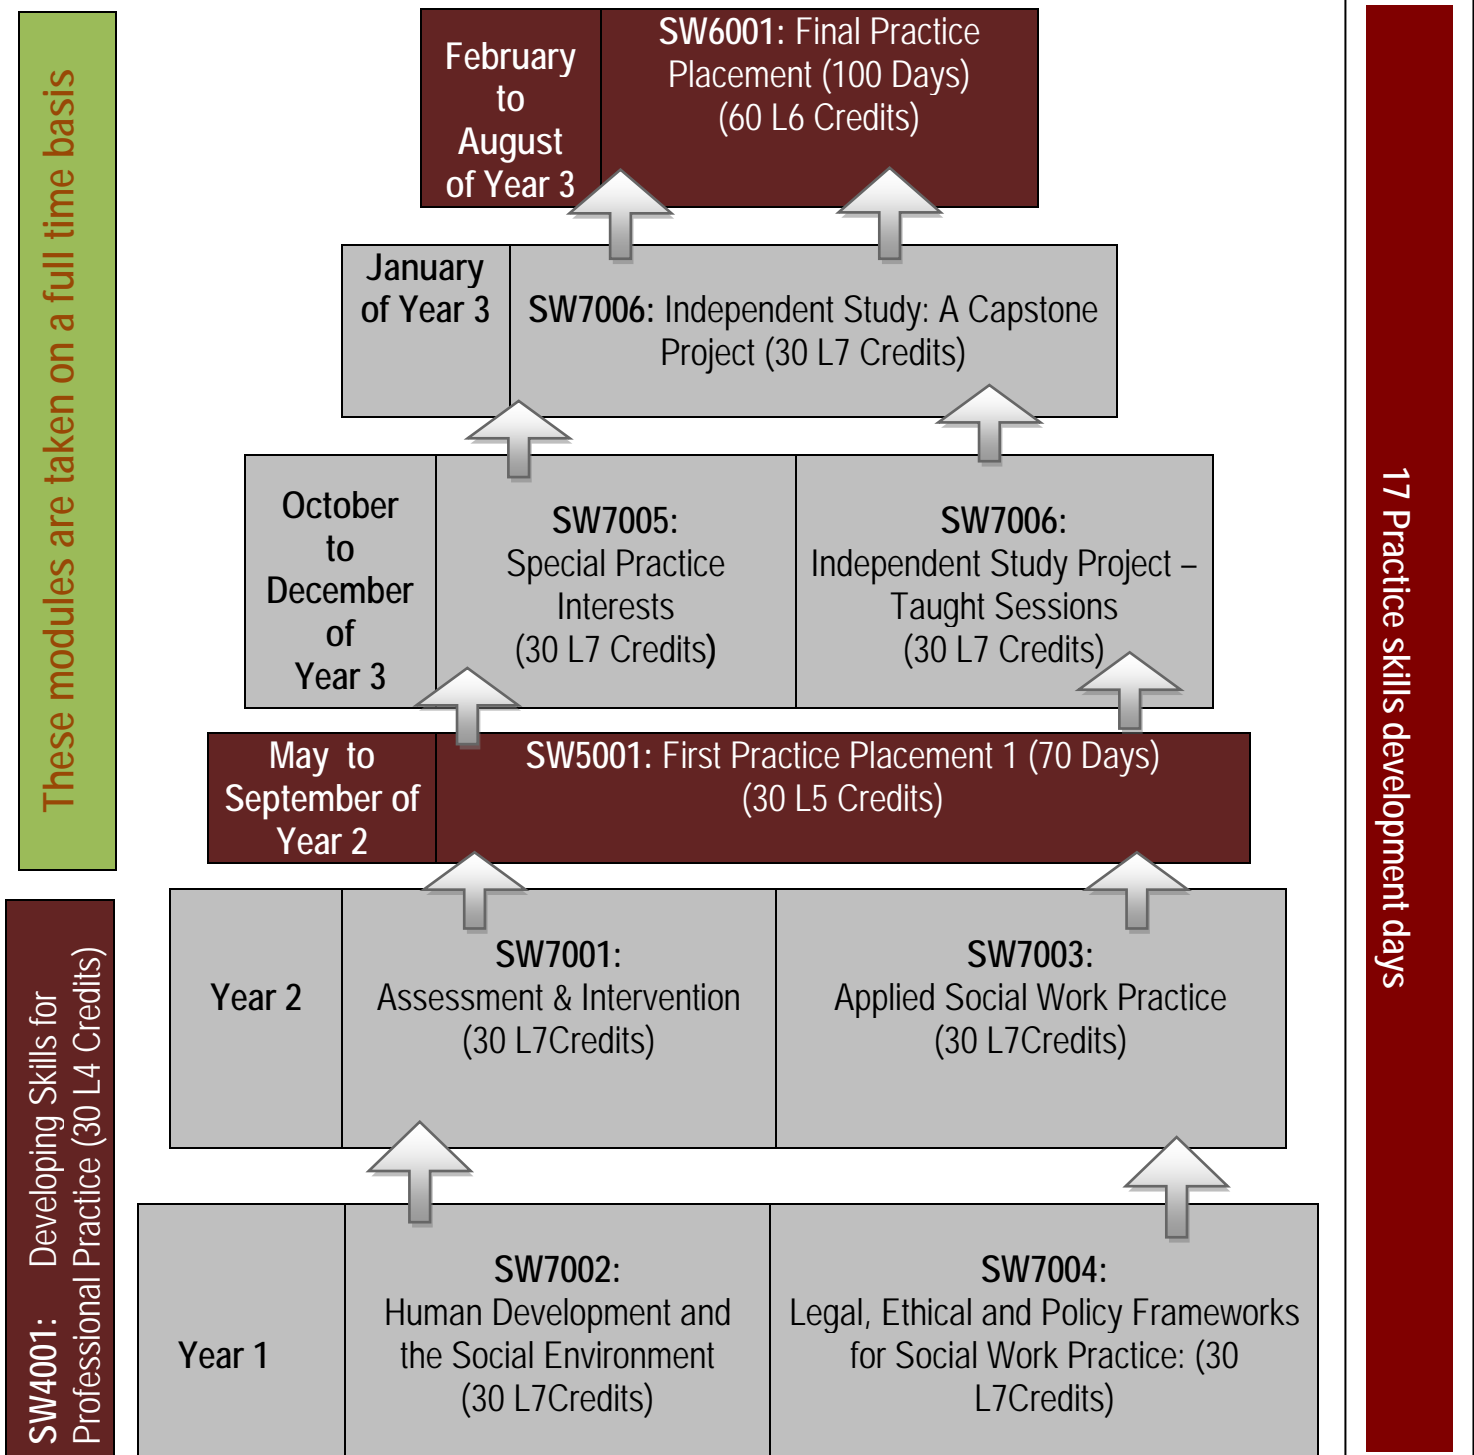 These modules are taken on a full time basis
SW4001: Developing Skills for
Professional Practice (30 L4 Credits)
February
to
August
of Year 3
SW6001: Final Practice
Placement (100 Days)
(60 L6 Credits)
January
of Year 3
SW7006: Independent Study: A Capstone
Project (30 L7 Credits)
October
to
December
of
Year 3
SW7005:
Special Practice
Interests
(30 L7 Credits)
SW7006:
Independent Study Project –
Taught Sessions
(30 L7 Credits)
May to
September of
Year 2
SW5001: First Practice Placement 1 (70 Days)
(30 L5 Credits)
Year 2
SW7001:
Assessment & Intervention
(30 L7Credits)
SW7003:
Applied Social Work Practice
(30 L7Credits)
Year 1
SW7002:
Human Development and
the Social Environment
(30 L7Credits)
SW7004:
Legal, Ethical and Policy Frameworks
for Social Work Practice: (30
L7Credits)
17 Practice skills development days